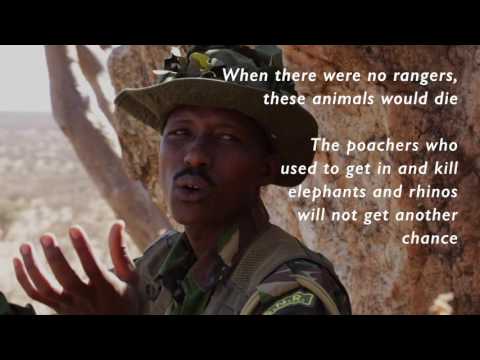 When there were no rangers,
these animals would die
The poachers who
used to get in and kill
elephants and rhinos
will not get another
chance